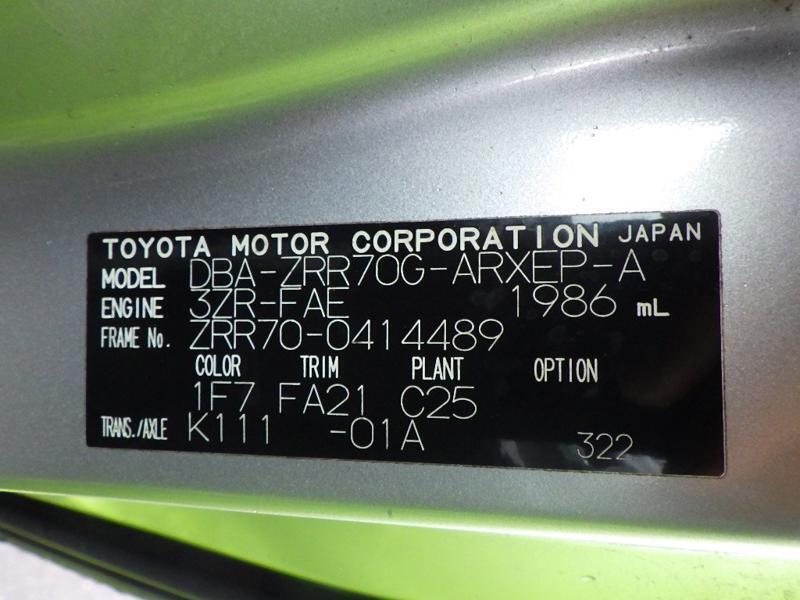 TOYOTA MOTOR CORPORATION JAPAN
MODEL DBA-ZRR70G-ARXEP-A
ENGINE 3ZR-FAE 1986 mL
FRAME No. ZRR70-0414489
COLOR TRIM PLANT OPTION
1F7 FA21 C25
TRANS./AXLE K111 -01A 322